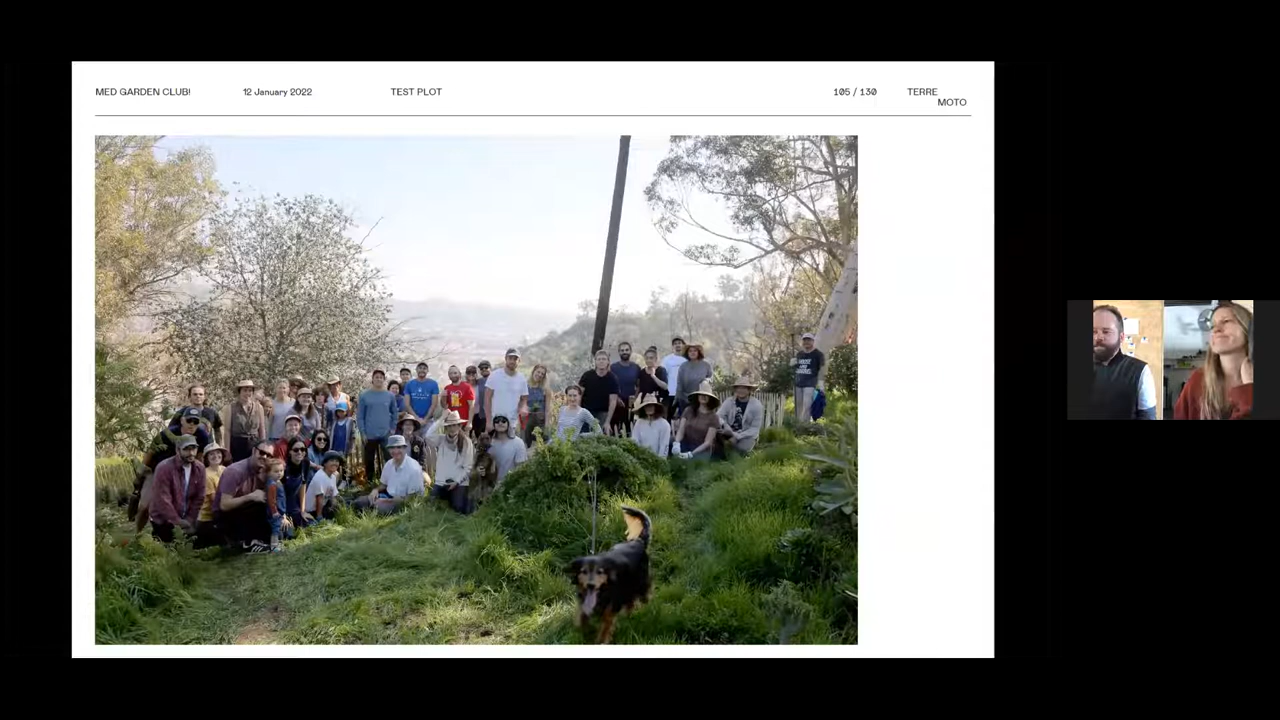 MED GARDEN CLUB!
12 January 2022
TEST PLOT
105 / 130
TERRE
MOTO